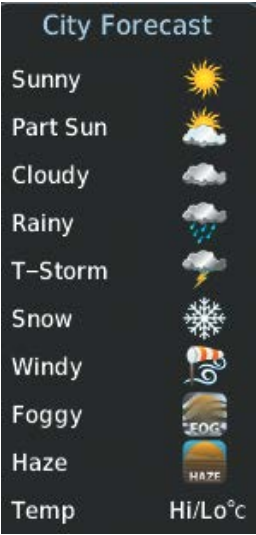 City Forecast
Sunny
Part Sun
Cloudy
Rainy
T-Storm
Snow
Windy
Foggy FOG
Haze HAZE
Temp Hi/Lo°c